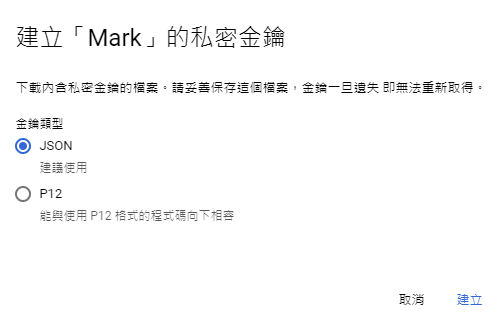 建立「Mark」的私密金鑰
下載內含私密金鑰的檔案。請妥善保存這個檔案，金鑰一旦遺失 即無法重新取得。
金鑰類型
JSON
建議使用
P12
能與使用 P12 格式的程式碼向下相容
取消 建立